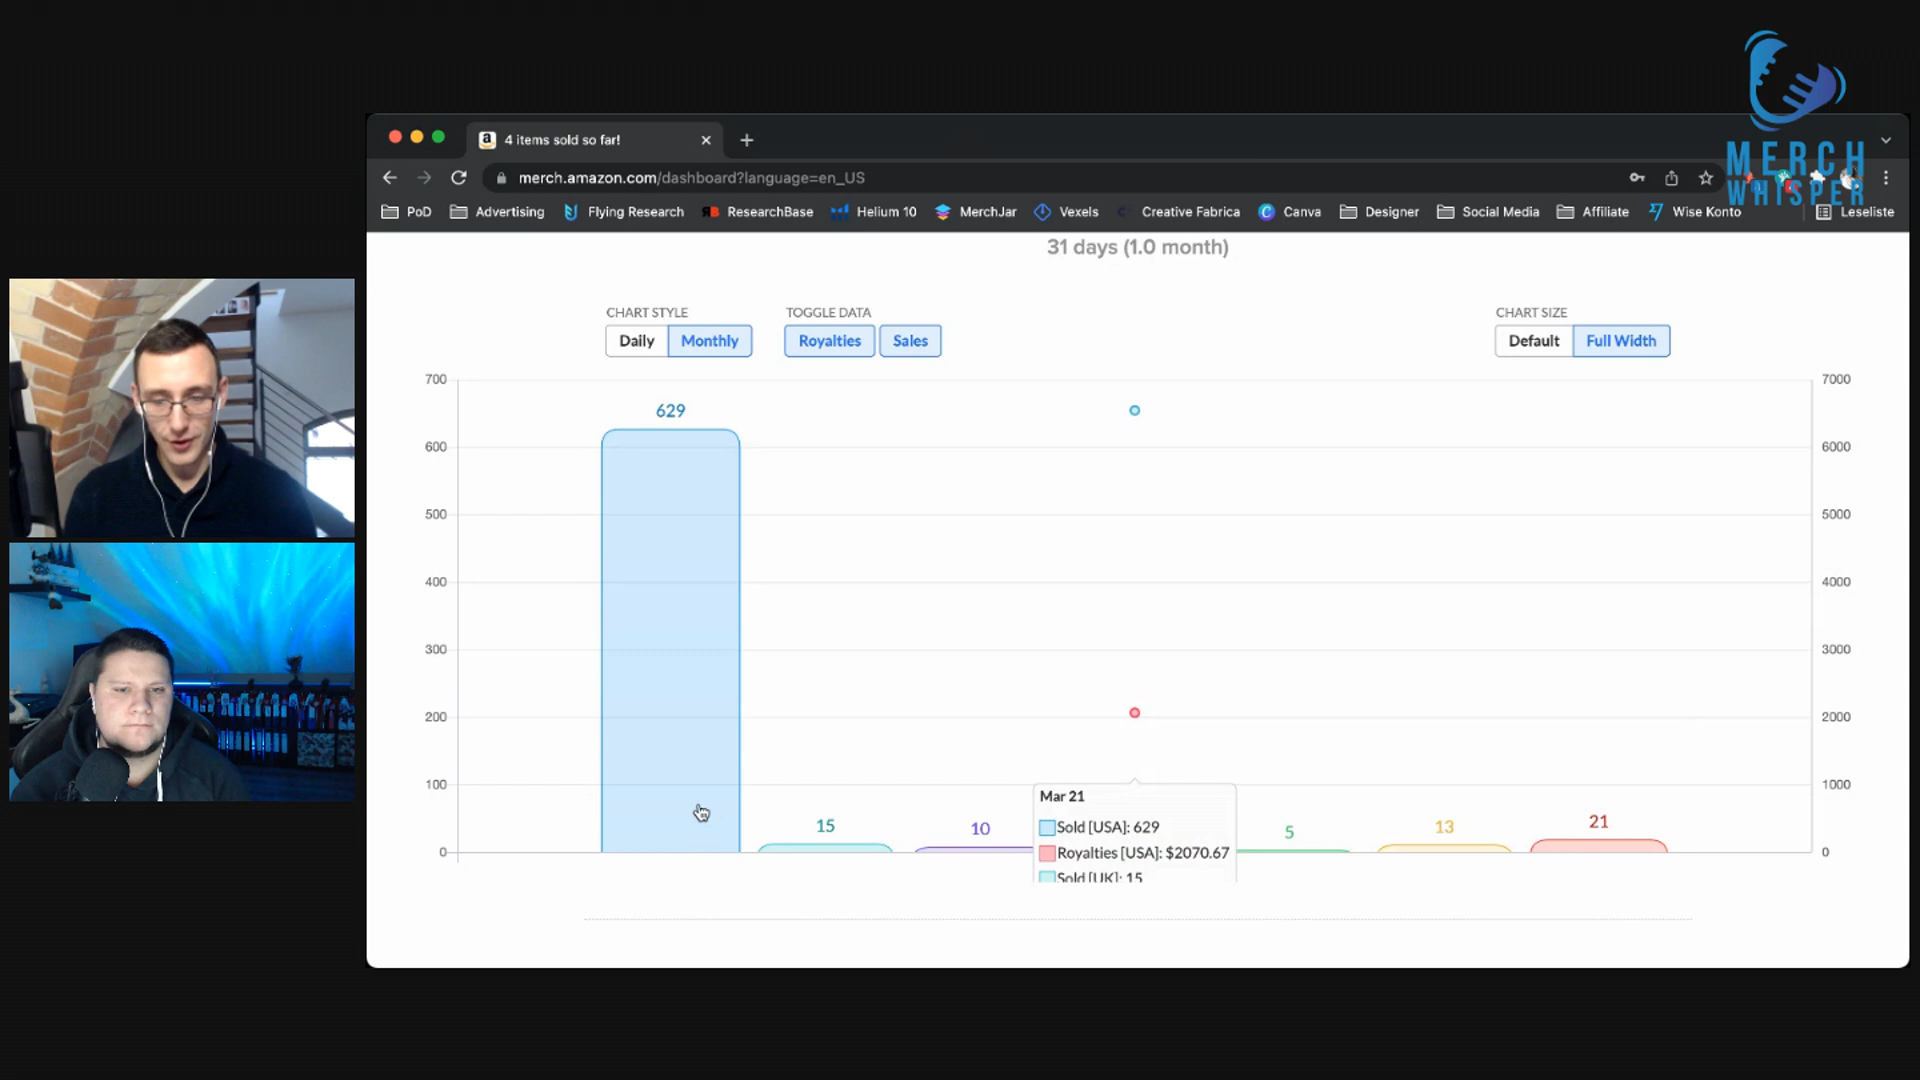 MERCH
WHISPER
4 items sold so far!
merch.amazon.com/dashboard?language=en_US
PoD Advertising Flying Research ResearchBase Helium 10 MerchJar Vexels Creative Fabrica Canva Designer Social Media Affiliate Wise Konto Leseliste
31 days (1.0 month)
CHART STYLE TOGGLE DATA CHART SIZE
Daily Monthly Royalties Sales Default Full Width
700 7000
629
600 6000
500 5000
400 4000
300 3000
200 2000
100 1000
Mar 21
15 10 5 13 21
Sold [USA]: 629
Royalties [USA]: $2070.67
0 0
Sold [UK]: 15